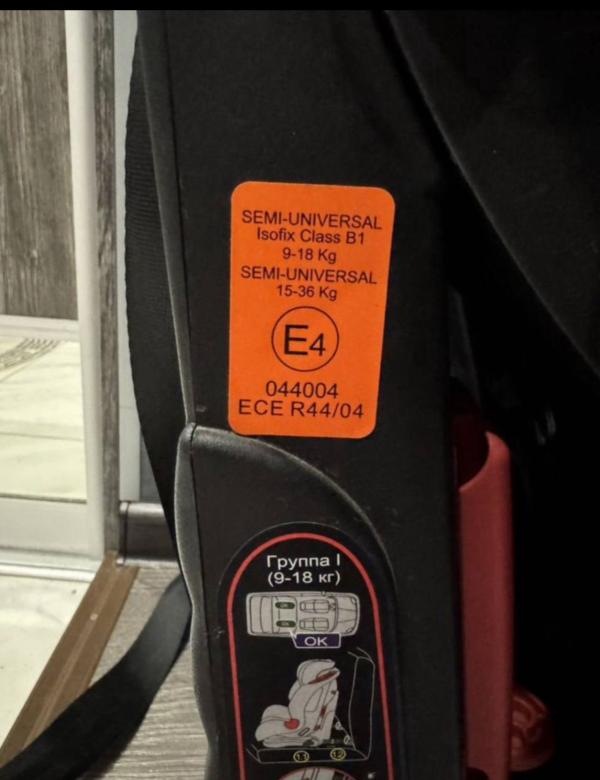 SEMI-UNIVERSAL
Isofix Class B1
9-18 Kg
SEMI-UNIVERSAL
15-36 Kg
E4
044004
ECE R44/04
Группа I
(9-18 кг)
OK